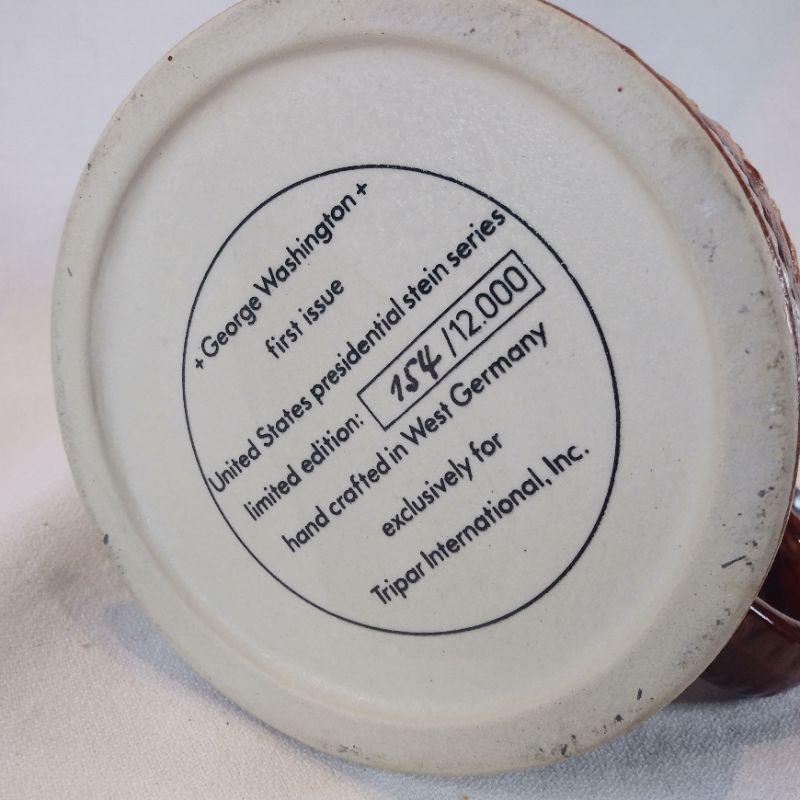 + George Washington +
first issue
United States presidential stein series
limited edition: 154/12.000
hand crafted in West Germany
exclusively for
Tripar International, Inc.